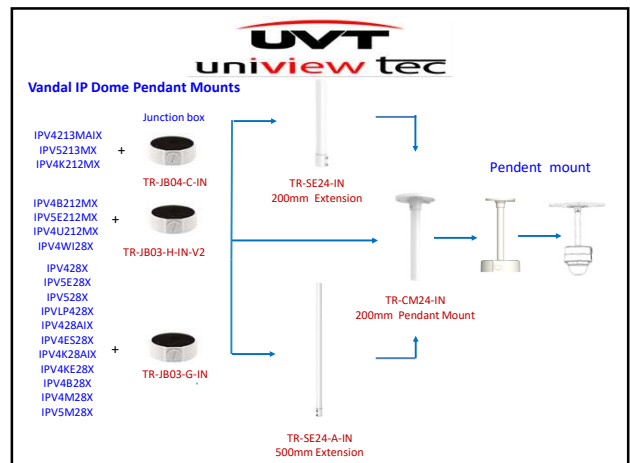 UVT
uniview tec
Vandal IP Dome Pendant Mounts
Junction box
IPV4213MAIX
IPV5213MX
IPV4K212MX
+
TR-JB04-C-IN
IPV4B212MX
IPV5E212MX
IPV4U212MX
IPV4WI28X
+
TR-JB03-H-IN-V2
IPV428X
IPV5E28X
IPV528X
IPVLP428X
IPV428AIX
IPV4ES28X
IPV4K28AIX
IPV4KE28X
IPV4B28X
IPV4M28X
IPV5M28X
+
TR-JB03-G-IN
TR-SE24-IN
200mm Extension
TR-CM24-IN
200mm Pendant Mount
TR-SE24-A-IN
500mm Extension
Pendent mount